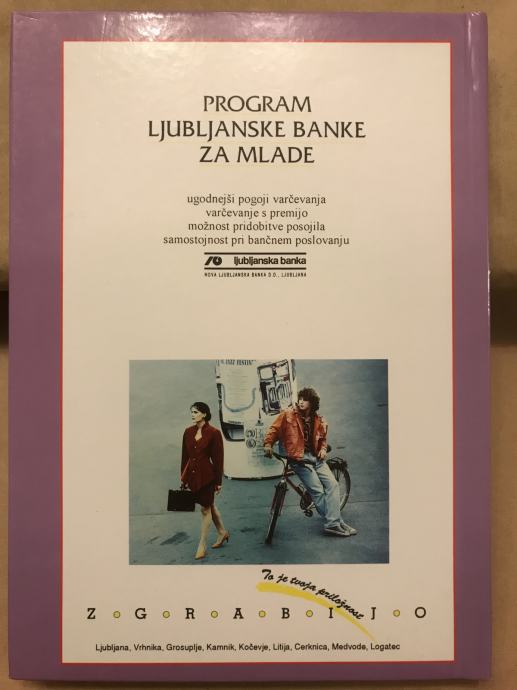 PROGRAM
LJUBLJANSKE BANKE
ZA MLADE
ugodnejši pogoji varčevanja
varčevanje s premijo
možnost pridobitve posojila
samostojnost pri bančnem poslovanju
ljubljanska banka
NOVA LJUBLJANSKA BANKA D.D., LJUBLJANA
To je tvoja priložnost
Z G R A B I J O
Ljubljana, Vrhnika, Grosuplje, Kamnik, Kočevje, Litija, Cerknica, Medvode, Logatec